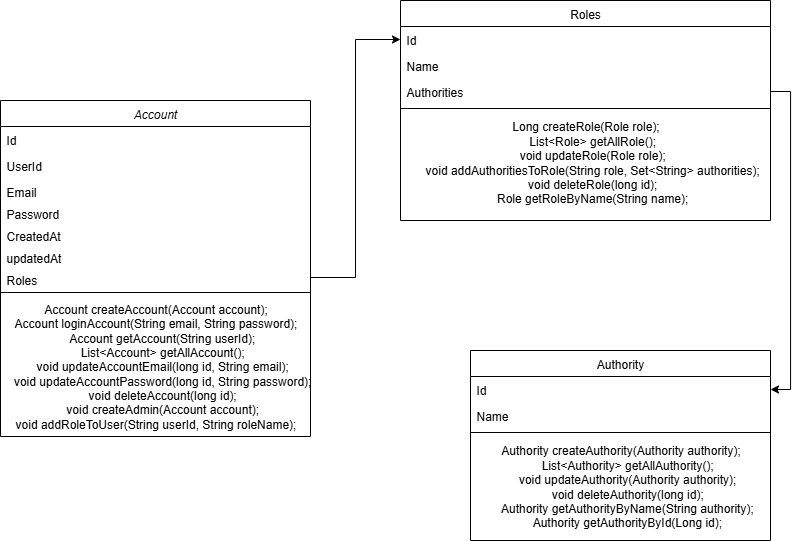 Roles
Id
Name
Authorities
Long createRole(Role role);
List<Role> getAllRole();
void updateRole(Role role);
void addAuthoritiesToRole(String role, Set<String> authorities);
void deleteRole(long id);
Role getRoleByName(String name);
Account
Id
UserId
Email
Password
CreatedAt
updatedAt
Roles
Account createAccount(Account account);
Account loginAccount(String email, String password);
Account getAccount(String userId);
List<Account> getAllAccount();
void updateAccountEmail(long id, String email);
void updateAccountPassword(long id, String password);
void deleteAccount(long id);
void createAdmin(Account account);
void addRoleToUser(String userId, String roleName);
Authority
Id
Name
Authority createAuthority(Authority authority);
List<Authority> getAllAuthority();
void updateAuthority(Authority authority);
void deleteAuthority(long id);
Authority getAuthorityByName(String authority);
Authority getAuthorityById(Long id);